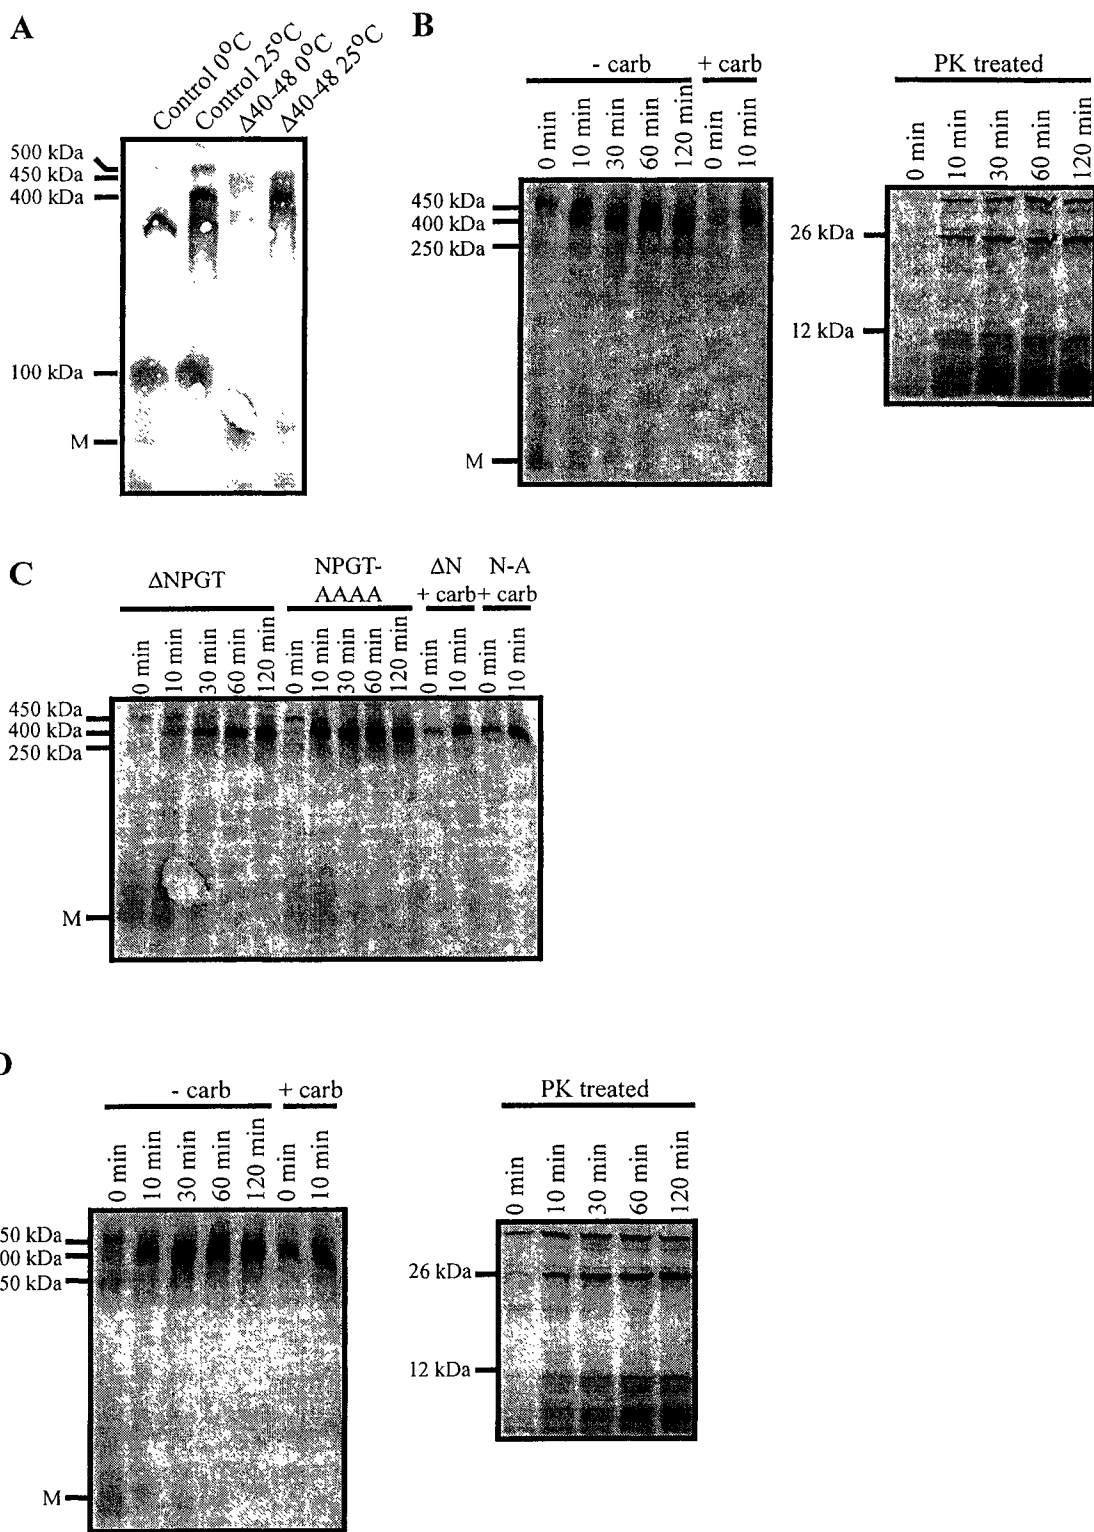 A
Control 0°C
Control 25°C
Δ40-48 0°C
Δ40-48 25°C
500 kDa
450 kDa
400 kDa
100 kDa
M
B
- carb
+ carb
0 min
10 min
30 min
60 min
120 min
0 min
10 min
450 kDa
400 kDa
250 kDa
M
PK treated
0 min
10 min
30 min
60 min
120 min
26 kDa
12 kDa
C
ΔNPGT
NPGT-
AAAA
ΔN
+ carb
N-A
+ carb
0 min
10 min
30 min
60 min
120 min
0 min
10 min
30 min
60 min
120 min
0 min
10 min
0 min
10 min
450 kDa
400 kDa
250 kDa
M
D
- carb
+ carb
0 min
10 min
30 min
60 min
120 min
0 min
10 min
50 kDa
00 kDa
50 kDa
M
PK treated
0 min
10 min
30 min
60 min
120 min
26 kDa
12 kDa